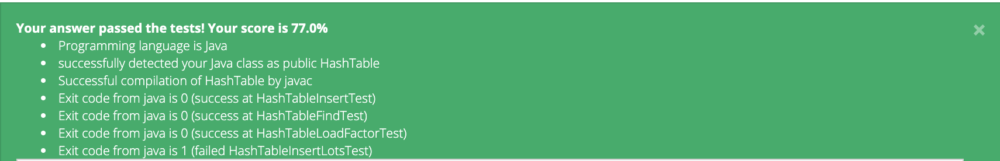 Your answer passed the tests! Your score is 77.0%
Programming language is Java
successfully detected your Java class as public HashTable
Successful compilation of HashTable by javac
Exit code from java is 0 (success at HashTableInsertTest)
Exit code from java is 0 (success at HashTableFindTest)
Exit code from java is 0 (success at HashTableLoadFactorTest)
Exit code from java is 1 (failed HashTableInsertLotsTest)